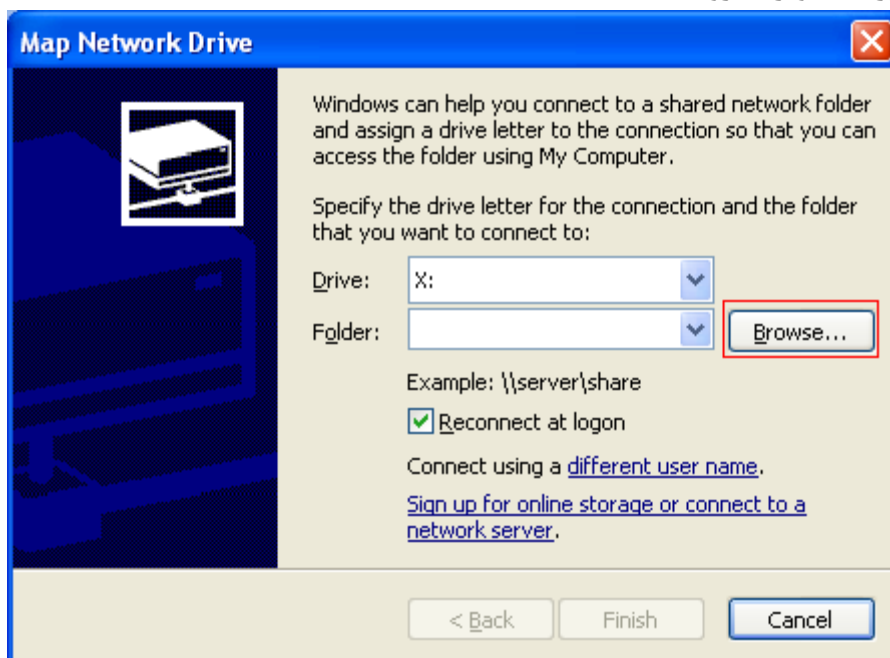 Map Network Drive
Windows can help you connect to a shared network folder
and assign a drive letter to the connection so that you can
access the folder using My Computer.
Specify the drive letter for the connection and the folder
that you want to connect to:
Drive: X:
Folder: Browse...
Example: \\server\share
Reconnect at logon
Connect using a different user name.
Sign up for online storage or connect to a
network server.
< Back Finish Cancel